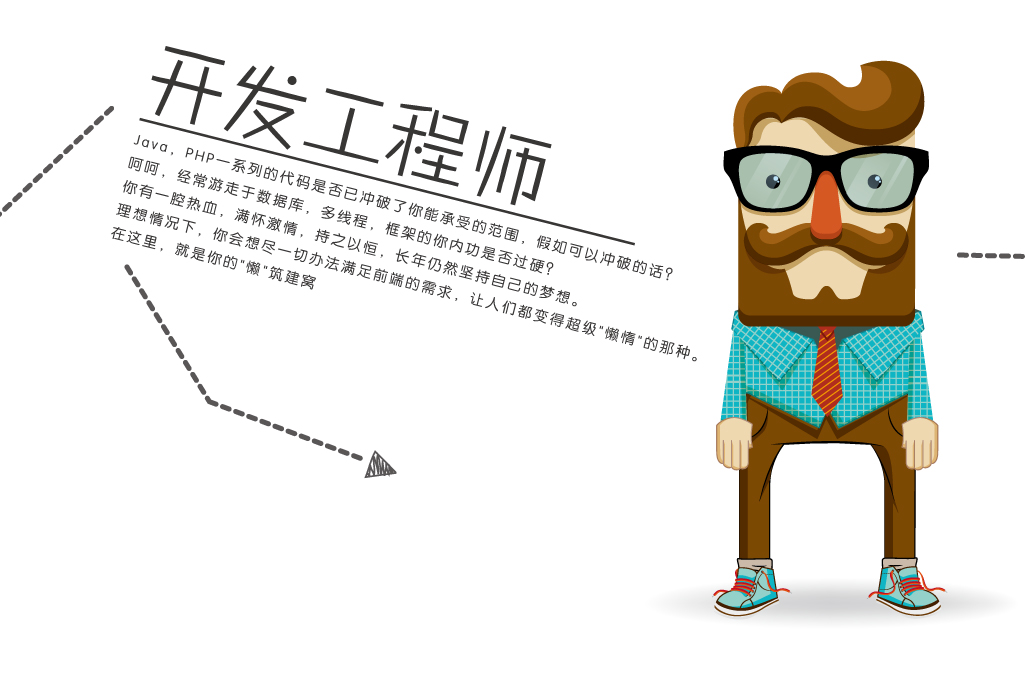 开发工程师
Java，PHP一系列的代码是否已冲破了你能承受的范围，假如可以冲破的话？
呵呵，经常游走于数据库，多线程，框架的你内功是否过硬？
你有一腔热血，满怀激情，持之以恒，长年仍然坚持自己的梦想。
理想情况下，你会想尽一切办法满足前端的需求，让人们都变得超级“懒惰”的那种。
在这里，就是你的“懒”筑建窝